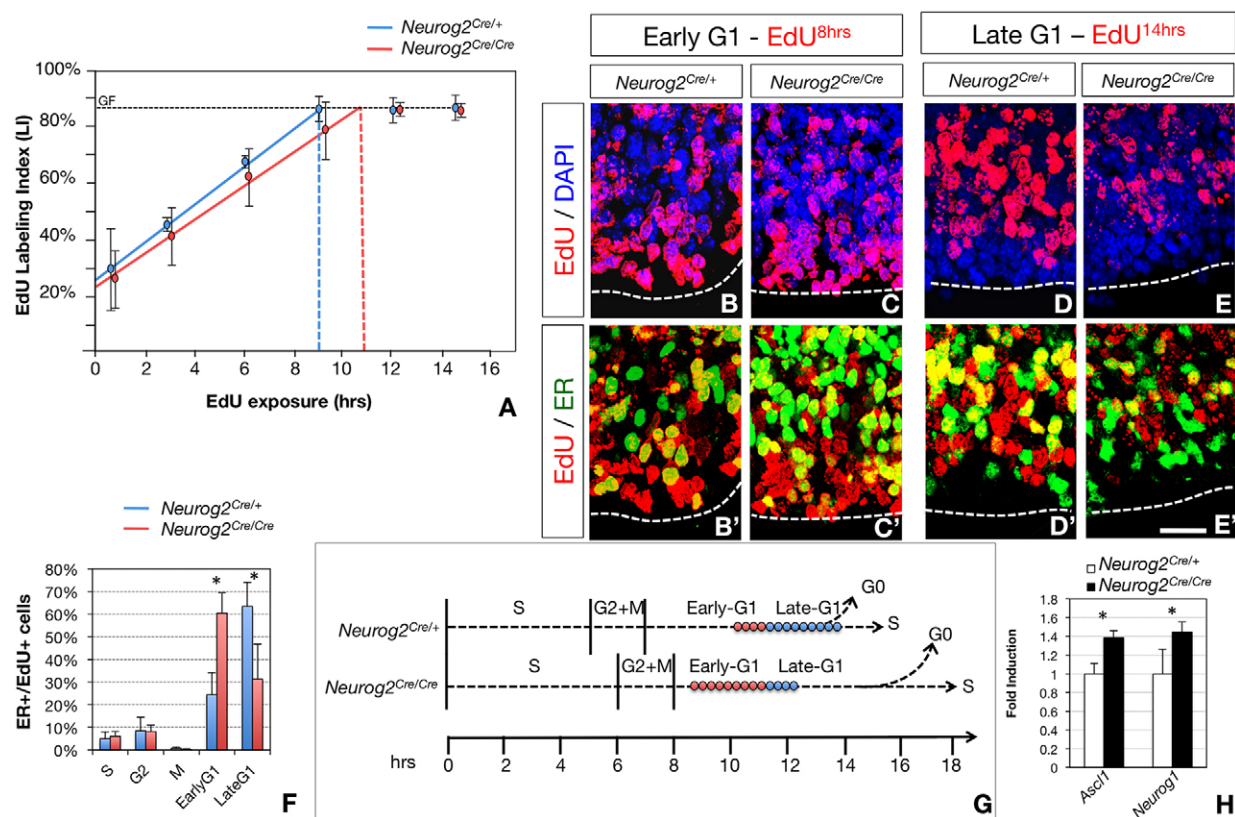 Neurog2Cre/+
Neurog2Cre/Cre
100%
80%
60%
40%
20%
GF
EdU Labeling Index (LI)
0 2 4 6 8 10 12 14 16
EdU exposure (hrs)
A
Early G1 - EdU8hrs
Late G1 – EdU14hrs
Neurog2Cre/+
Neurog2Cre/Cre
Neurog2Cre/+
Neurog2Cre/Cre
EdU / DAPI
B
C
D
E
EdU / ER
B'
C'
D'
E'
Neurog2Cre/+
Neurog2Cre/Cre
80%
70%
60%
50%
40%
30%
20%
10%
0%
ER+/EdU+ cells
* *
S G2 M EarlyG1 LateG1
F
G0
S G2+M Early-G1 Late-G1
Neurog2Cre/+
S
G0
S G2+M Early-G1 Late-G1
Neurog2Cre/Cre
S
hrs
0 2 4 6 8 10 12 14 16 18
G
Neurog2Cre/+
Neurog2Cre/Cre
1.8
1.6
1.4
1.2
1
0.8
0.6
0.4
0.2
0
Fold Induction
* *
Ascl1 Neurog1
H